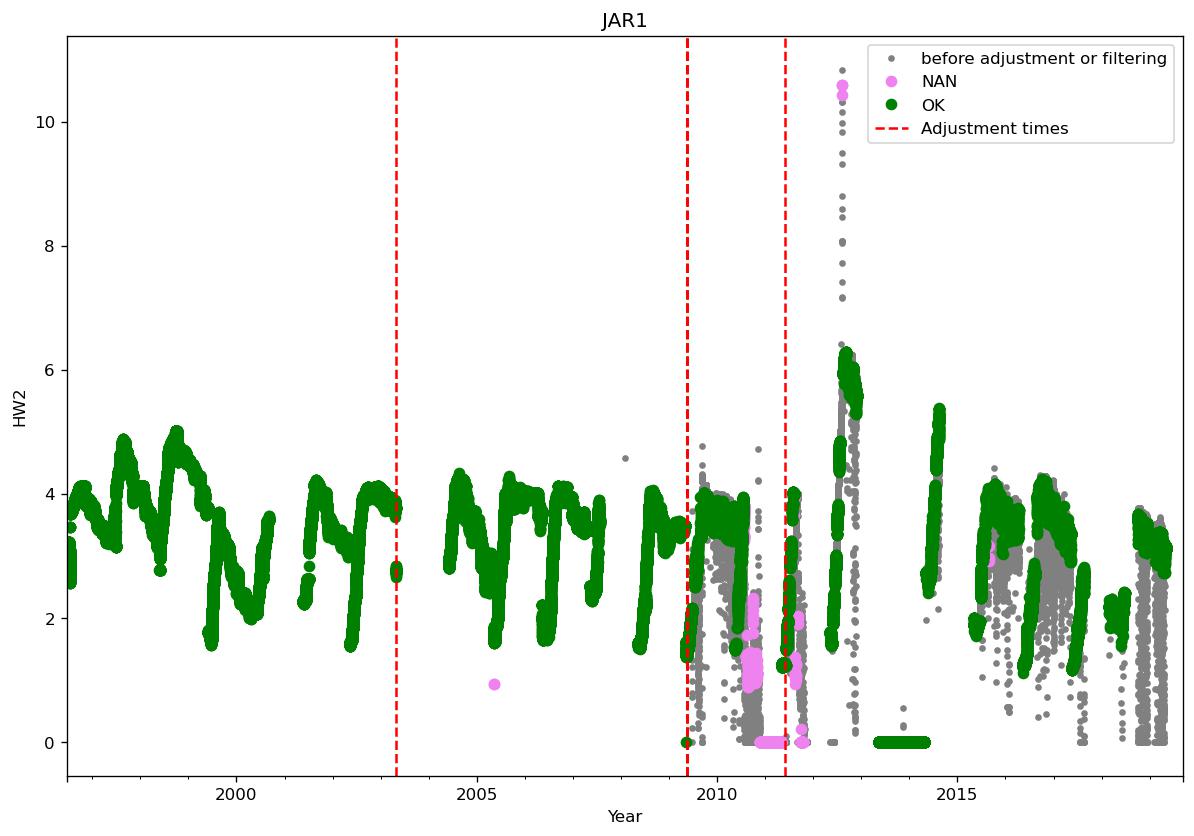 JAR1
before adjustment or filtering
NAN
OK
Adjustment times
10
8
6
4
2
0
HW2
2000 2005 2010 2015
Year